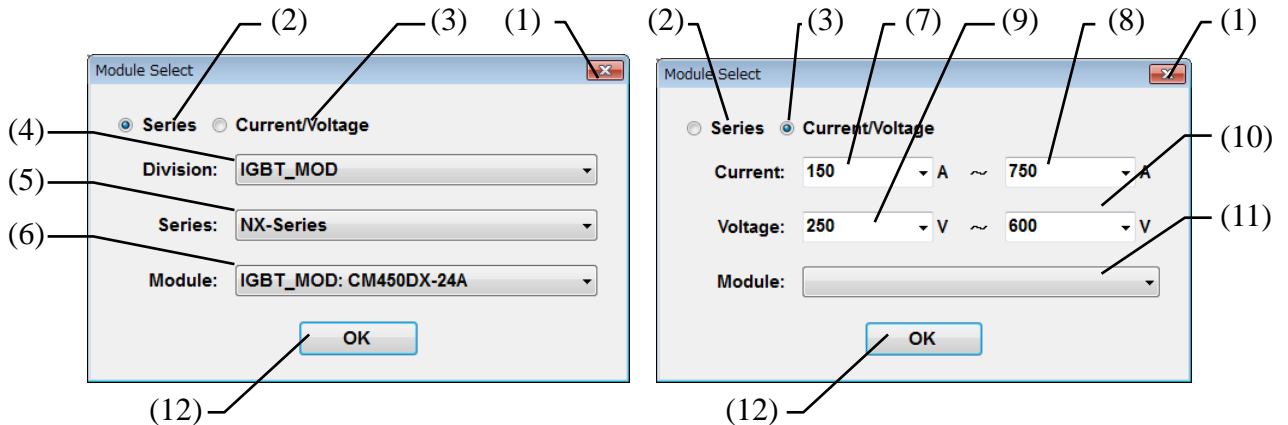 (2) (3) (1)
Module Select
Series Current/Voltage
(4)
Division: IGBT_MOD
(5)
Series: NX-Series
(6)
Module: IGBT_MOD: CM450DX-24A
OK
(12)
(2) (3) (7) (9) (8) (1)
Module Select
Series Current/Voltage
(10)
Current: 150 A ~ 750 A
(11)
Voltage: 250 V ~ 600 V
Module:
OK
(12)